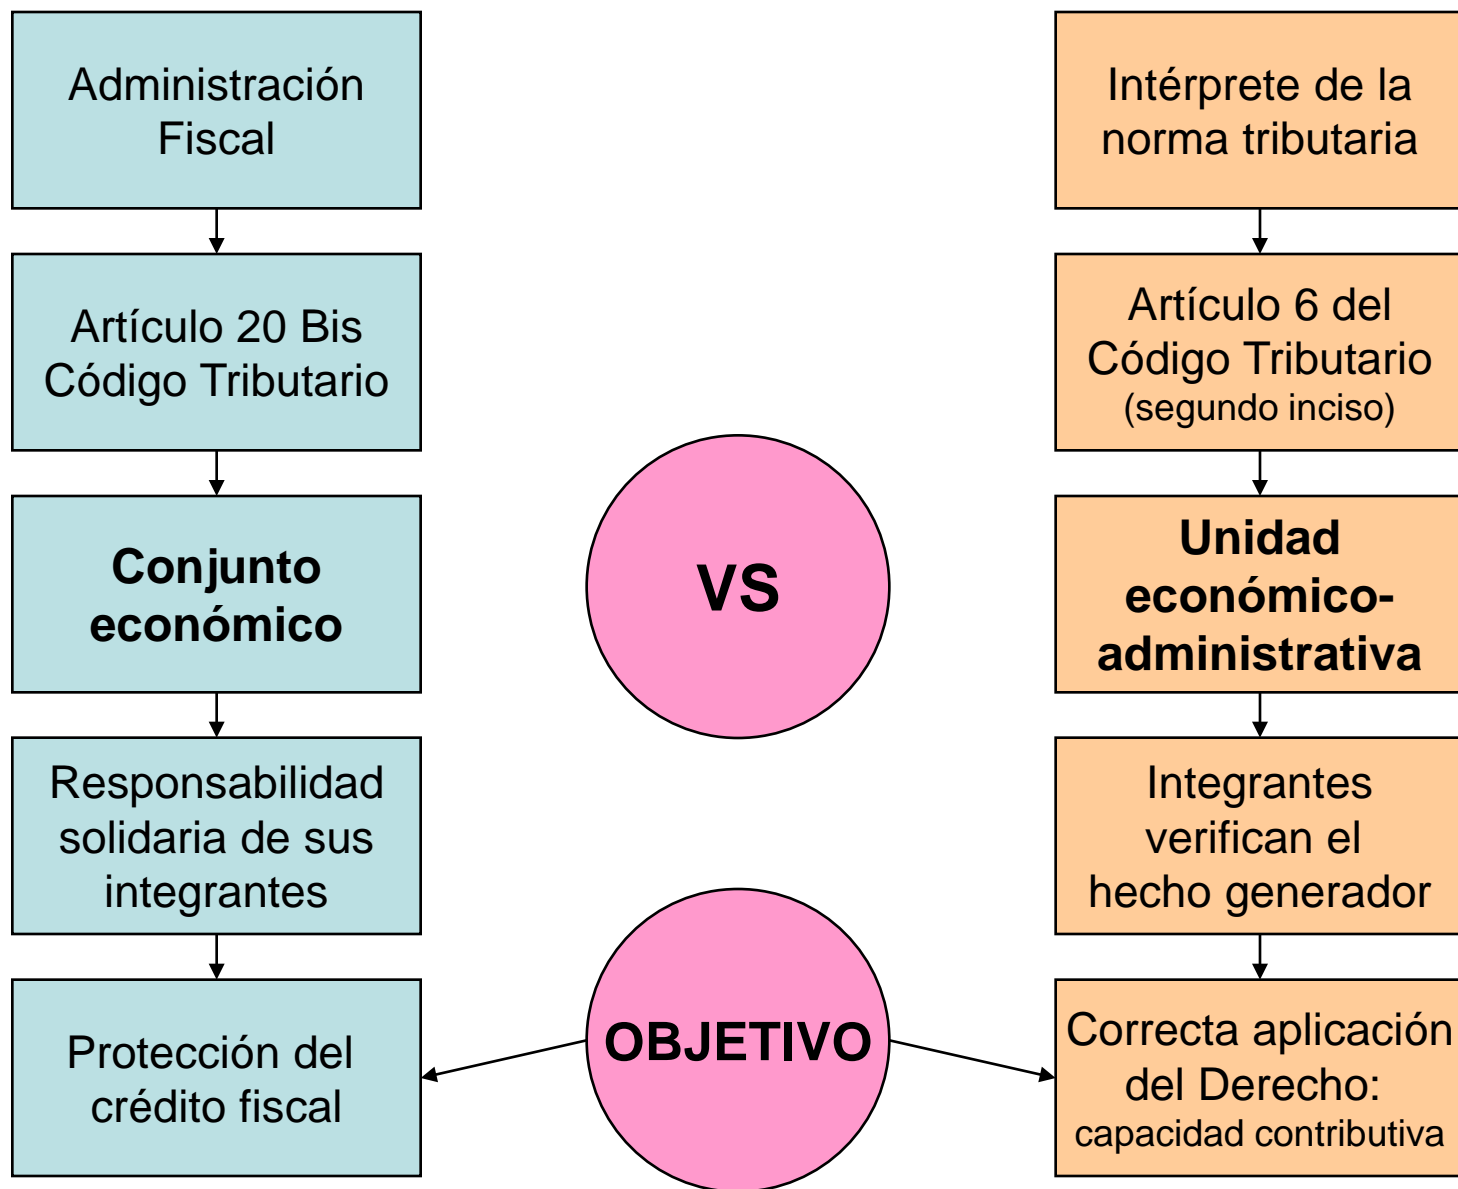 Administración
Fiscal
Artículo 20 Bis
Código Tributario
Conjunto
económico
Responsabilidad
solidaria de sus
integrantes
Protección del
crédito fiscal
VS
OBJETIVO
Intérprete de la
norma tributaria
Artículo 6 del
Código Tributario
(segundo inciso)
Unidad
económico-
administrativa
Integrantes
verifican el
hecho generador
Correcta aplicación
del Derecho:
capacidad contributiva